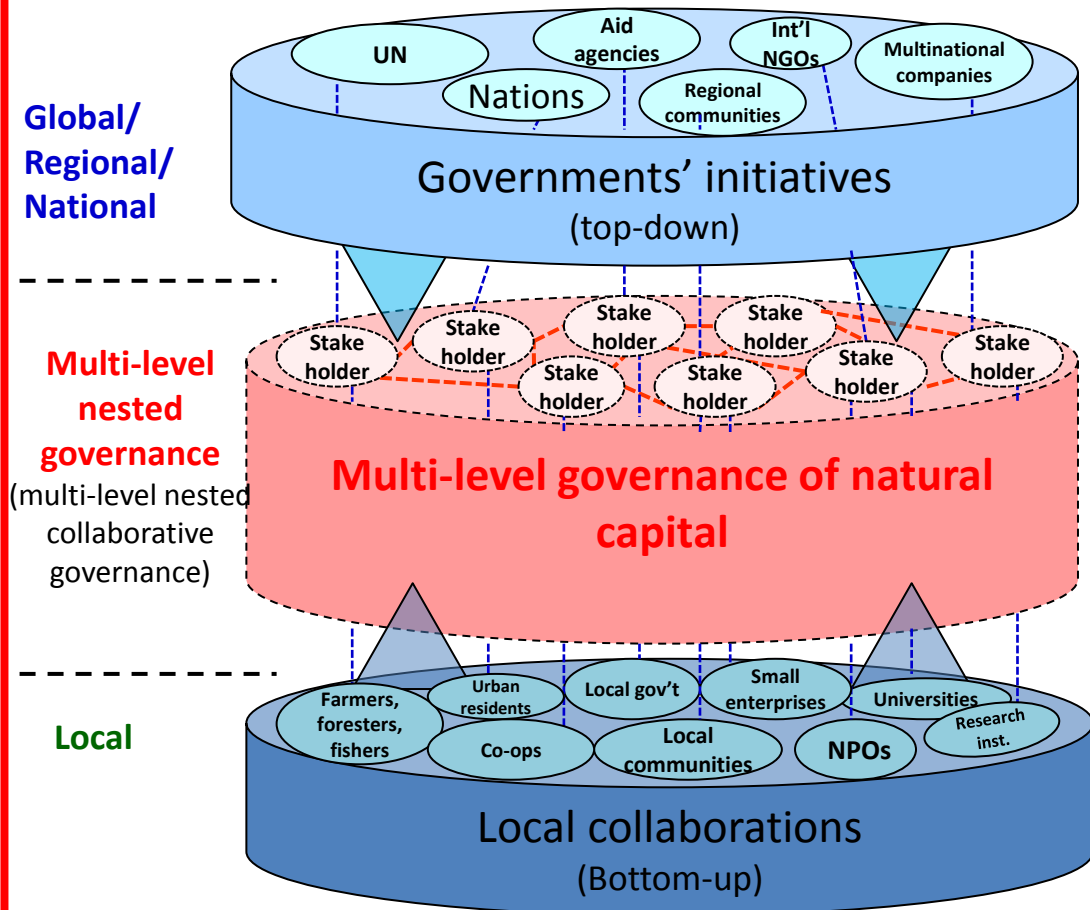 UN
Aid
agencies
Int'l
NGOs
Multinational
companies
Nations
Regional
communities
Global/
Regional/
National
Governments' initiatives
(top-down)
Stake
holder
Stake
holder
Stake
holder
Stake
holder
Stake
holder
Stake
holder
Stake
holder
Stake
holder
Multi-level
nested
governance
(multi-level nested
collaborative
governance)
Multi-level governance of natural
capital
Local
Farmers,
foresters,
fishers
Urban
residents
Local gov't
Small
enterprises
Universities
Research
inst.
Co-ops
Local
communities
NPOs
Local collaborations
(Bottom-up)